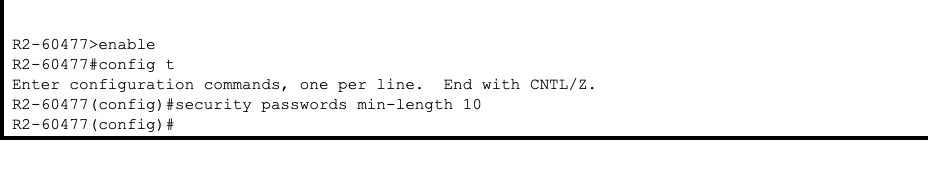 R2-60477>enable
R2-60477#config t
Enter configuration commands, one per line.  End with CNTL/Z.
R2-60477(config)#security passwords min-length 10
R2-60477(config)#